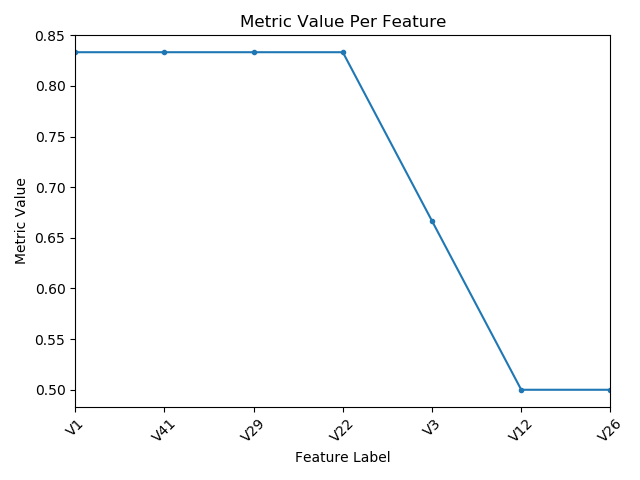 Metric Value Per Feature
0.85
0.80
0.75
0.70
0.65
0.60
0.55
0.50
Metric Value
V1 V41 V29 V22 V3 V12 V26
Feature Label